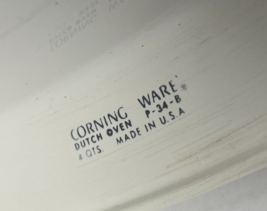 CORNING WARE®
DUTCH OVEN P-34-B
4 QTS. MADE IN U.S.A